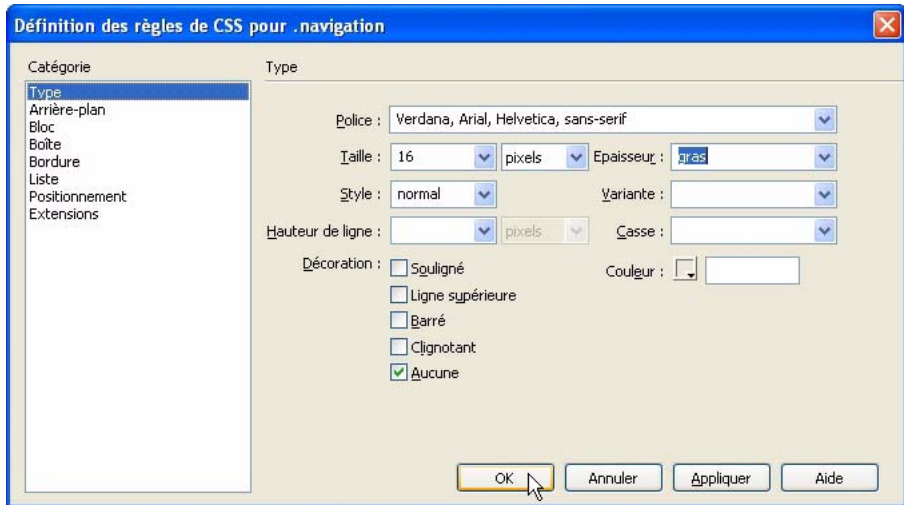 Définition des règles de CSS pour .navigation
Catégorie
Type
Type
Arrière-plan
Bloc
Boîte
Bordure
Liste
Positionnement
Extensions
Police : Verdana, Arial, Helvetica, sans-serif
Taille : 16 pixels Epaisseur : gras
Style : normal Variante :
Hauteur de ligne : pixels Casse :
Décoration : Souligné Couleur :
Ligne supérieure
Barré
Clignotant
Aucune
OK Annuler Appliquer Aide